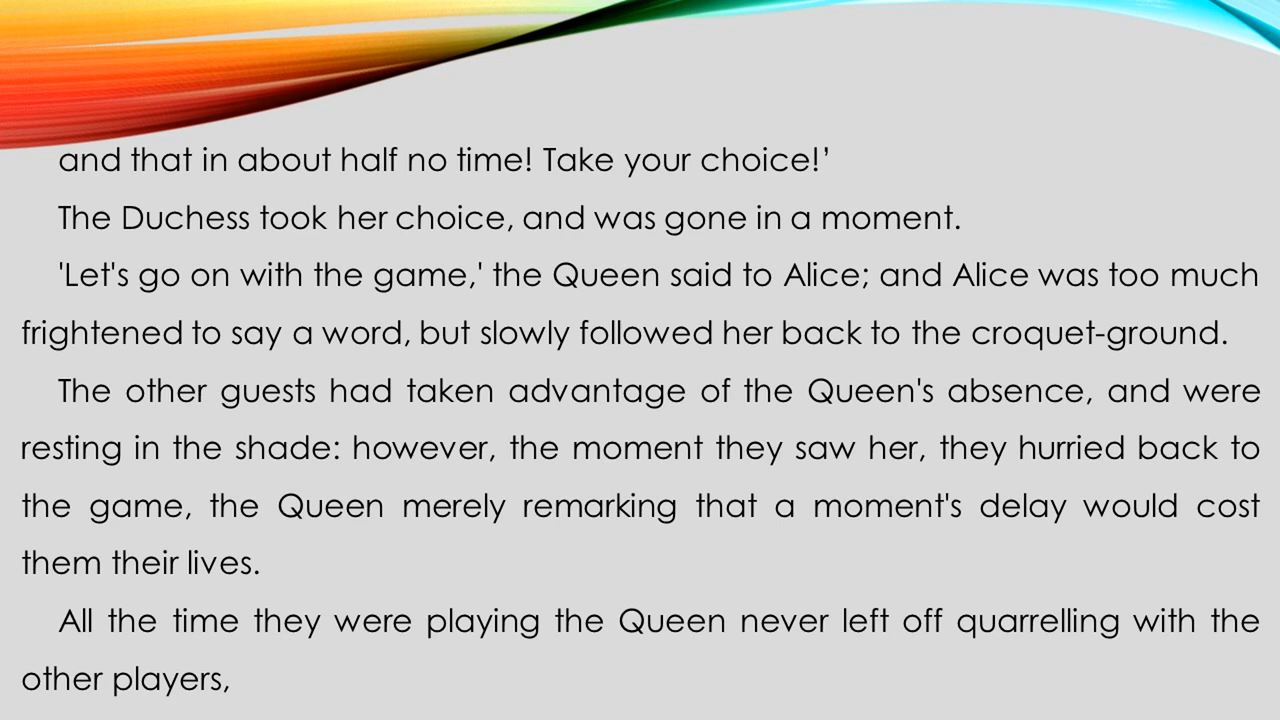 and that in about half no time! Take your choice!’
The Duchess took her choice, and was gone in a moment.
'Let's go on with the game,' the Queen said to Alice; and Alice was too much
frightened to say a word, but slowly followed her back to the croquet-ground.
The other guests had taken advantage of the Queen's absence, and were
resting in the shade: however, the moment they saw her, they hurried back to
the game, the Queen merely remarking that a moment's delay would cost
them their lives.
All the time they were playing the Queen never left off quarrelling with the
other players,